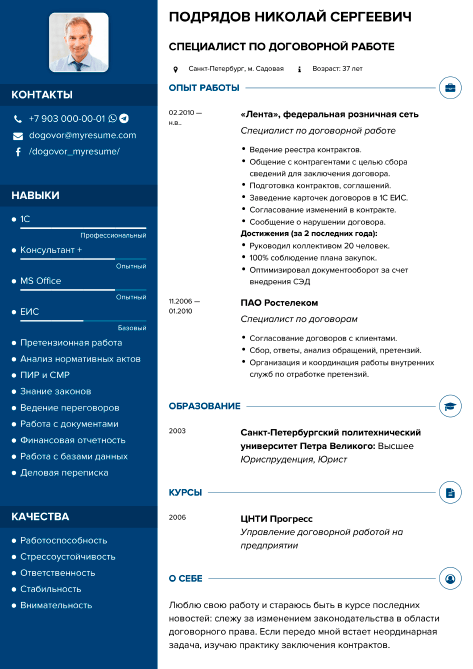 ПОДРЯДОВ НИКОЛАЙ СЕРГЕЕВИЧ
СПЕЦИАЛИСТ ПО ДОГОВОРНОЙ РАБОТЕ
Санкт-Петербург, м. Садовая
Возраст: 37 лет
КОНТАКТЫ
+7 903 000-00-01
dogovor@myresume.com
/dogovor_myresume/
НАВЫКИ
1С
Профессиональный
Консультант +
Опытный
MS Office
Опытный
ЕИС
Базовый
Претензионная работа
Анализ нормативных актов
ПИР и СМР
Знание законов
Ведение переговоров
Работа с документами
Финансовая отчетность
Работа с базами данных
Деловая переписка
КАЧЕСТВА
Работоспособность
Стрессоустойчивость
Ответственность
Стабильность
Внимательность
ОПЫТ РАБОТЫ
02.2010 —
н.в..
«Лента», федеральная розничная сеть
Специалист по договорной работе
Ведение реестра контрактов.
Общение с контрагентами с целью сбора
сведений для заключения договора.
Подготовка контрактов, соглашений.
Заведение карточек договоров в 1С ЕИС.
Согласование изменений в контракте.
Сообщение о нарушении договора.
Достижения (за 2 последних года):
Руководил коллективом 20 человек.
100% соблюдение плана закупок.
Оптимизировал документооборот за счет
внедрения СЭД
11.2006 —
01.2010
ПАО Ростелеком
Специалист по договорам
Согласование договоров с клиентами.
Сбор, ответы, анализ обращений, претензий.
Организация и координация работы внутренних
служб по отработке претензий.
ОБРАЗОВАНИЕ
2003
Санкт-Петербургский политехнический
университет Петра Великого: Высшее
Юриспруденция, Юрист
КУРСЫ
2006
ЦНТИ Прогресс
Управление договорной работой на
предприятии
О СЕБЕ
Люблю свою работу и стараюсь быть в курсе последних
новостей: слежу за изменением законодательства в области
договорного права. Если передо мной встает неординарная
задача, изучаю практику заключения контрактов.